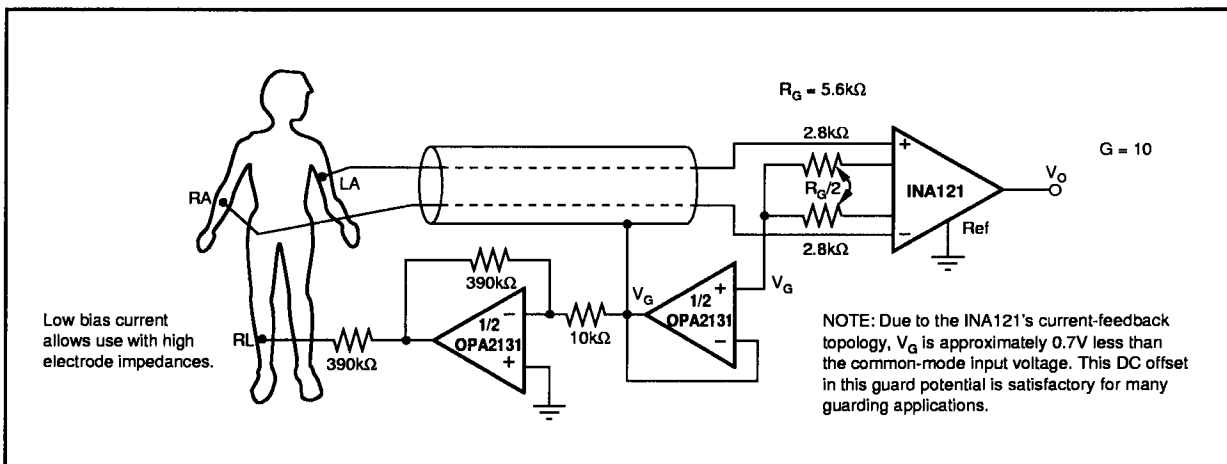 R_G = 5.6kΩ
2.8kΩ
G = 10
LA
RA
+
R_G/2
INA121
V_O
−
Ref
2.8kΩ
390kΩ
V_G
+
V_G
1/2
OPA2131
−
Low bias current
allows use with high
electrode impedances.
RL
390kΩ
−
1/2
OPA2131
+
10kΩ
NOTE: Due to the INA121's current-feedback
topology, V_G is approximately 0.7V less than
the common-mode input voltage. This DC offset
in this guard potential is satisfactory for many
guarding applications.